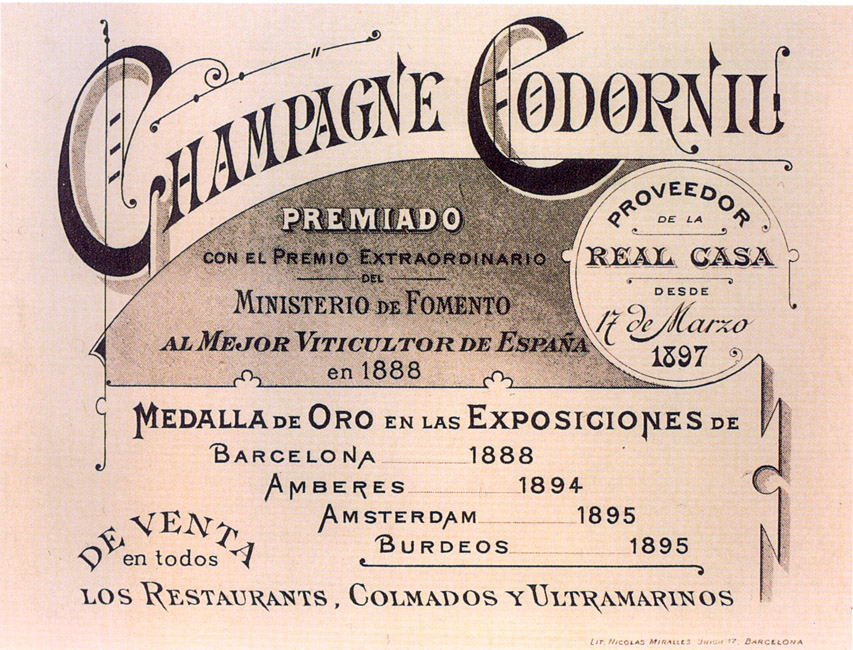 CHAMPAGNE CODORNIU
PREMIADO
CON EL PREMIO EXTRAORDINARIO
DEL
MINISTERIO DE FOMENTO
AL MEJOR VITICULTOR DE ESPAÑA
en 1888
PROVEEDOR
DE LA
REAL CASA
DESDE
17 de Marzo
1897
MEDALLA DE ORO EN LAS EXPOSICIONES DE
BARCELONA 1888
AMBERES 1894
AMSTERDAM 1895
BURDEOS 1895
DE VENTA
en todos
LOS RESTAURANTS, COLMADOS Y ULTRAMARINOS
LIT. NICOLAS MIRALLES 17, BARCELONA